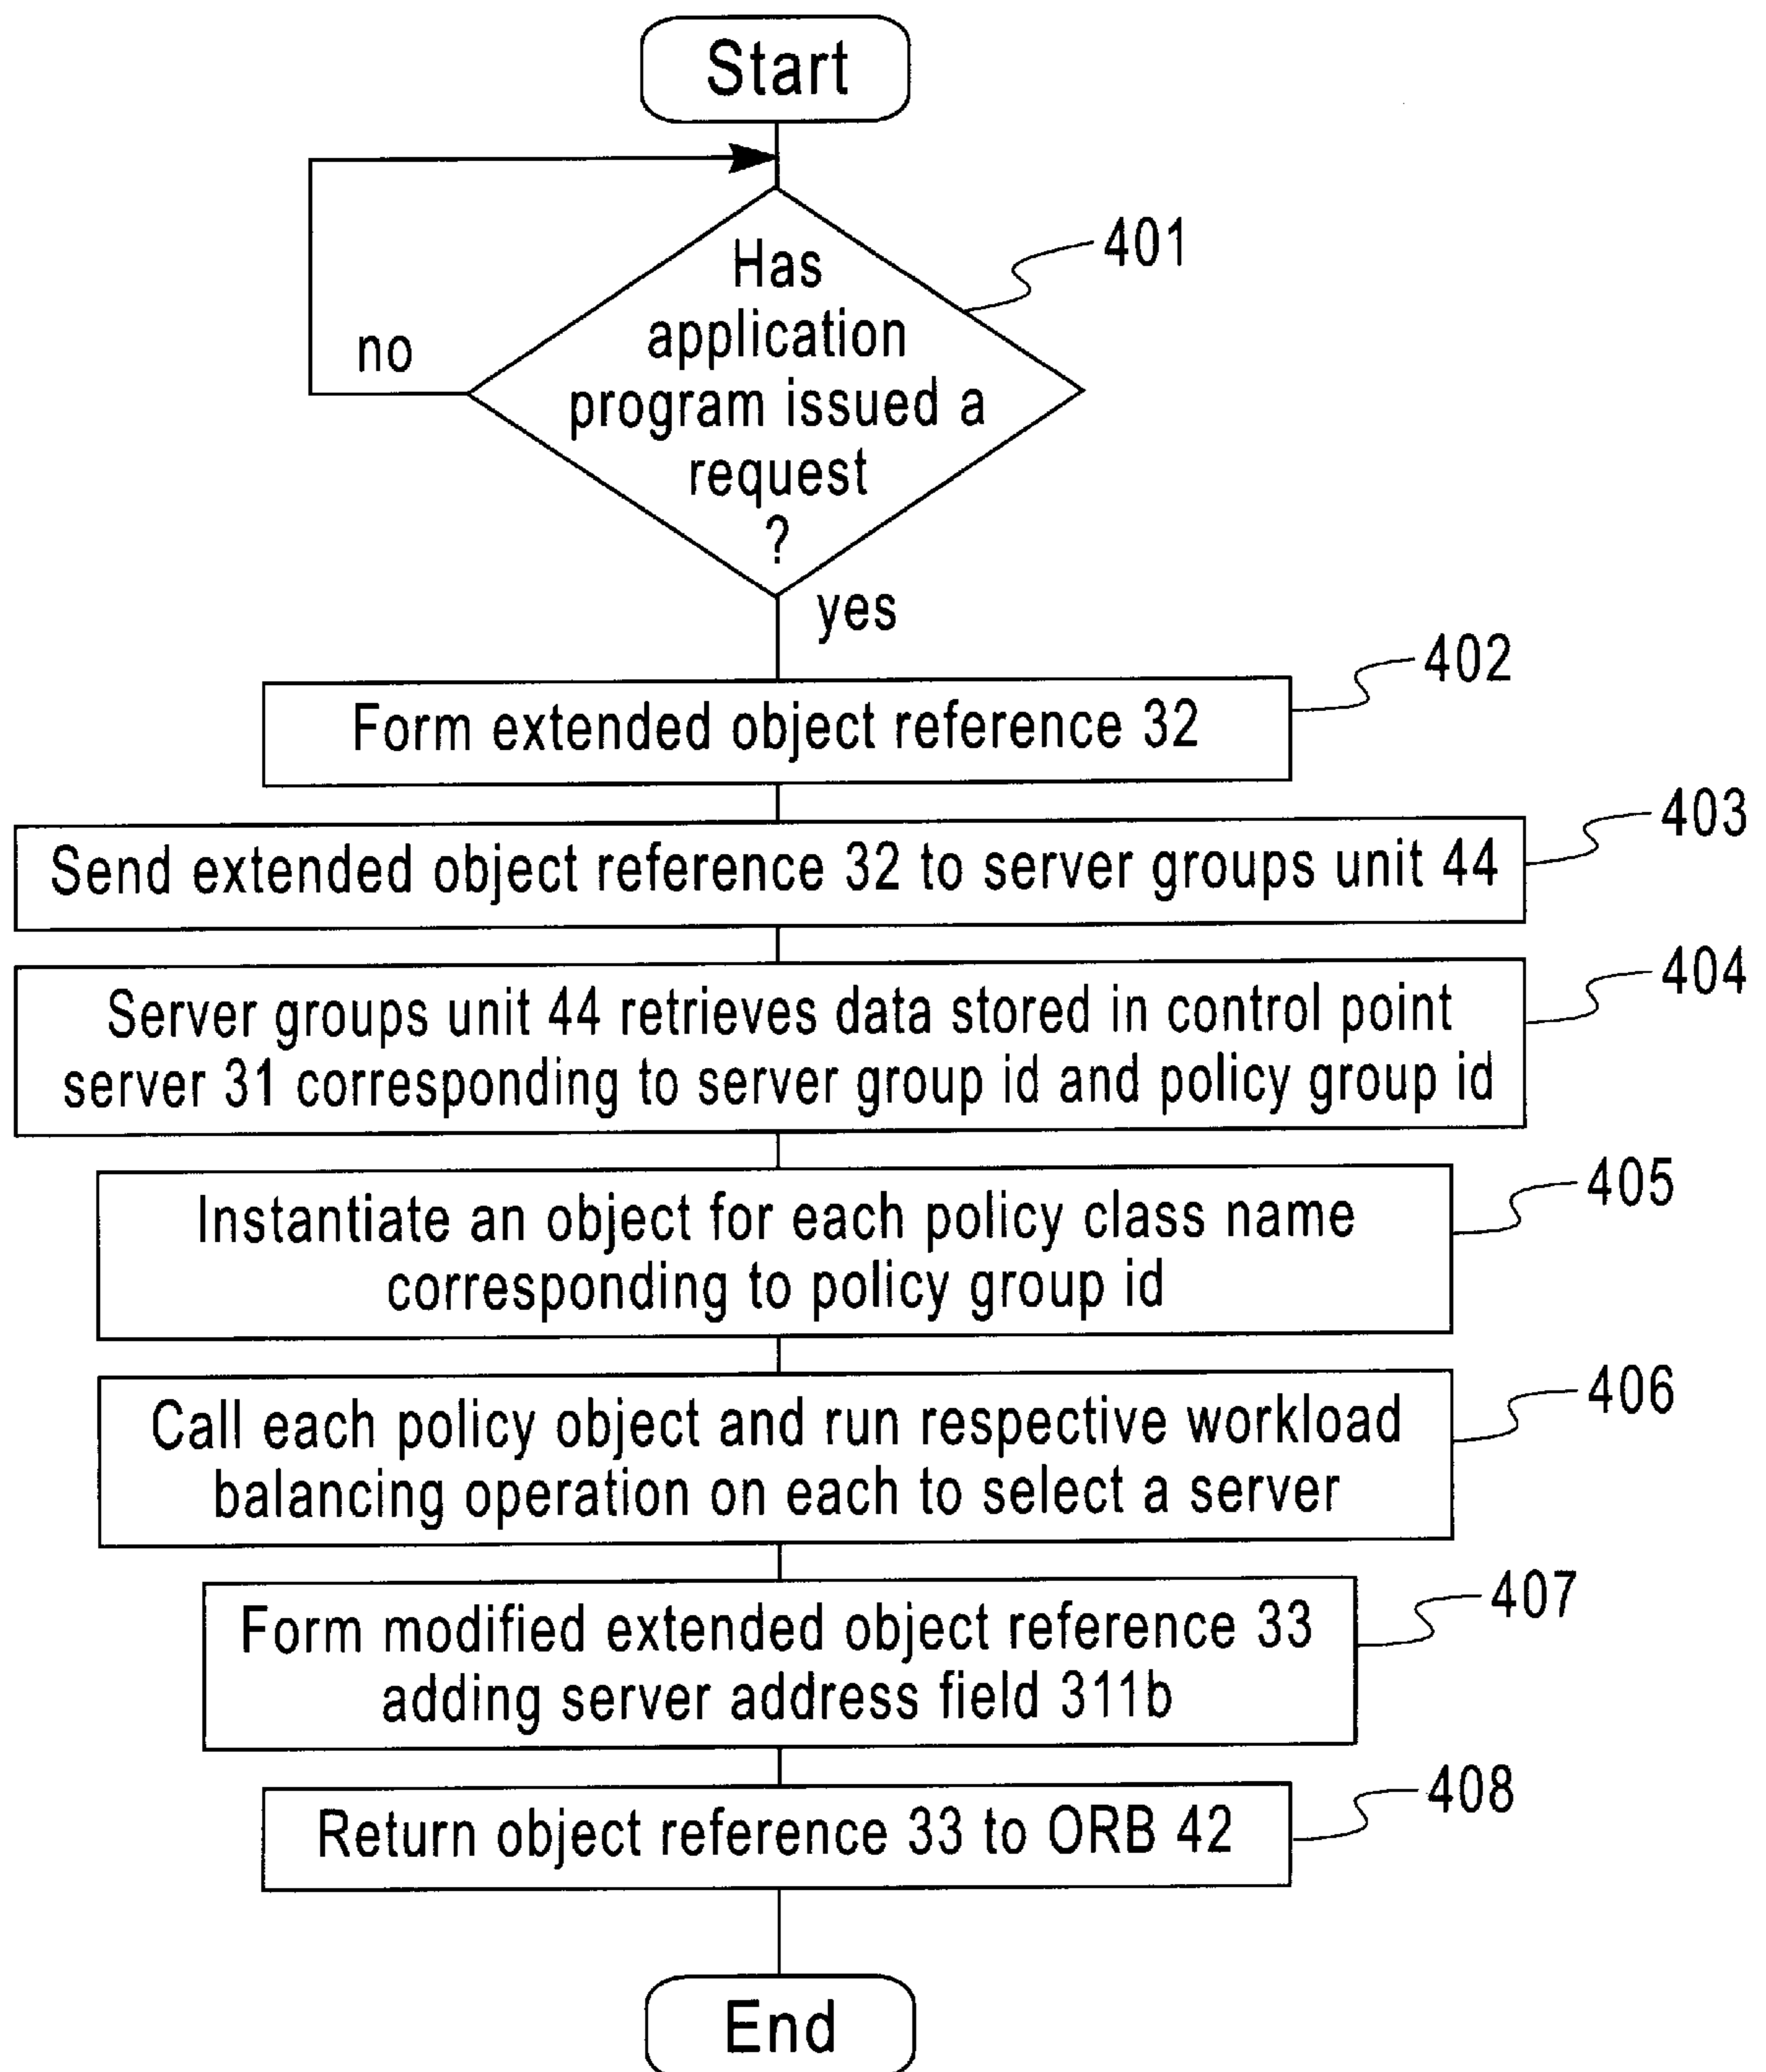 Start
Has
application
program issued a
request
?
401
no
yes
402
Form extended object reference 32
403
Send extended object reference 32 to server groups unit 44
404
Server groups unit 44 retrieves data stored in control point
server 31 corresponding to server group id and policy group id
405
Instantiate an object for each policy class name
corresponding to policy group id
406
Call each policy object and run respective workload
balancing operation on each to select a server
407
Form modified extended object reference 33
adding server address field 311b
408
Return object reference 33 to ORB 42
End